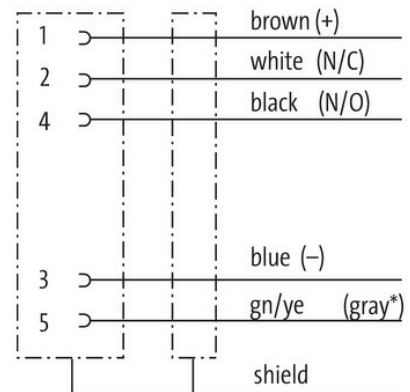 1 brown (+)
2 white (N/C)
4 black (N/O)
3 blue (–)
5 gn/ye (gray*)
shield